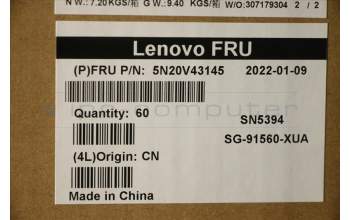 N W.: 7.20 KGS/箱 G W.: 9.40 KGS/箱 W/O:307179304 2 / 2
Lenovo FRU
(P)FRU P/N: 5N20V43145 2022-01-09
Quantity: 60
SN5394
SG-91560-XUA
(4L)Origin: CN
Made in China